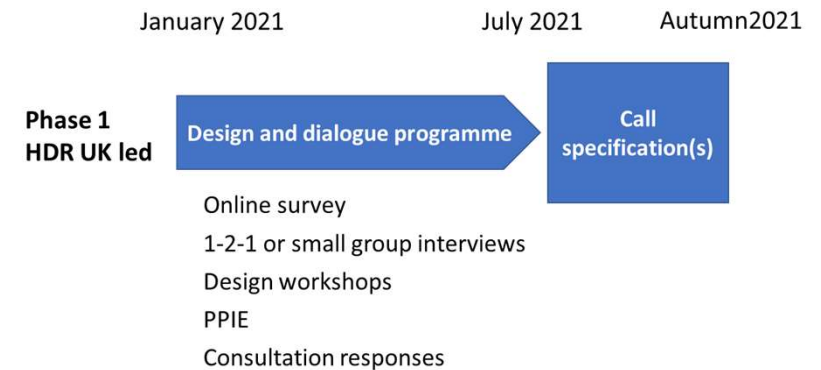 January 2021
July 2021
Autumn2021
Phase 1
HDR UK led
Design and dialogue programme
Call
specification(s)
Online survey
1-2-1 or small group interviews
Design workshops
PPIE
Consultation responses